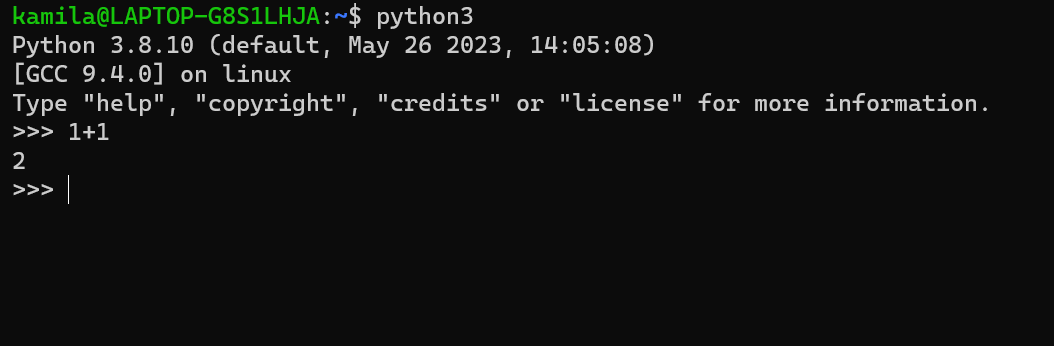 kamila@LAPTOP-G8S1LHJA:~$ python3
Python 3.8.10 (default, May 26 2023, 14:05:08)
[GCC 9.4.0] on linux
Type "help", "copyright", "credits" or "license" for more information.
>>> 1+1
2
>>>